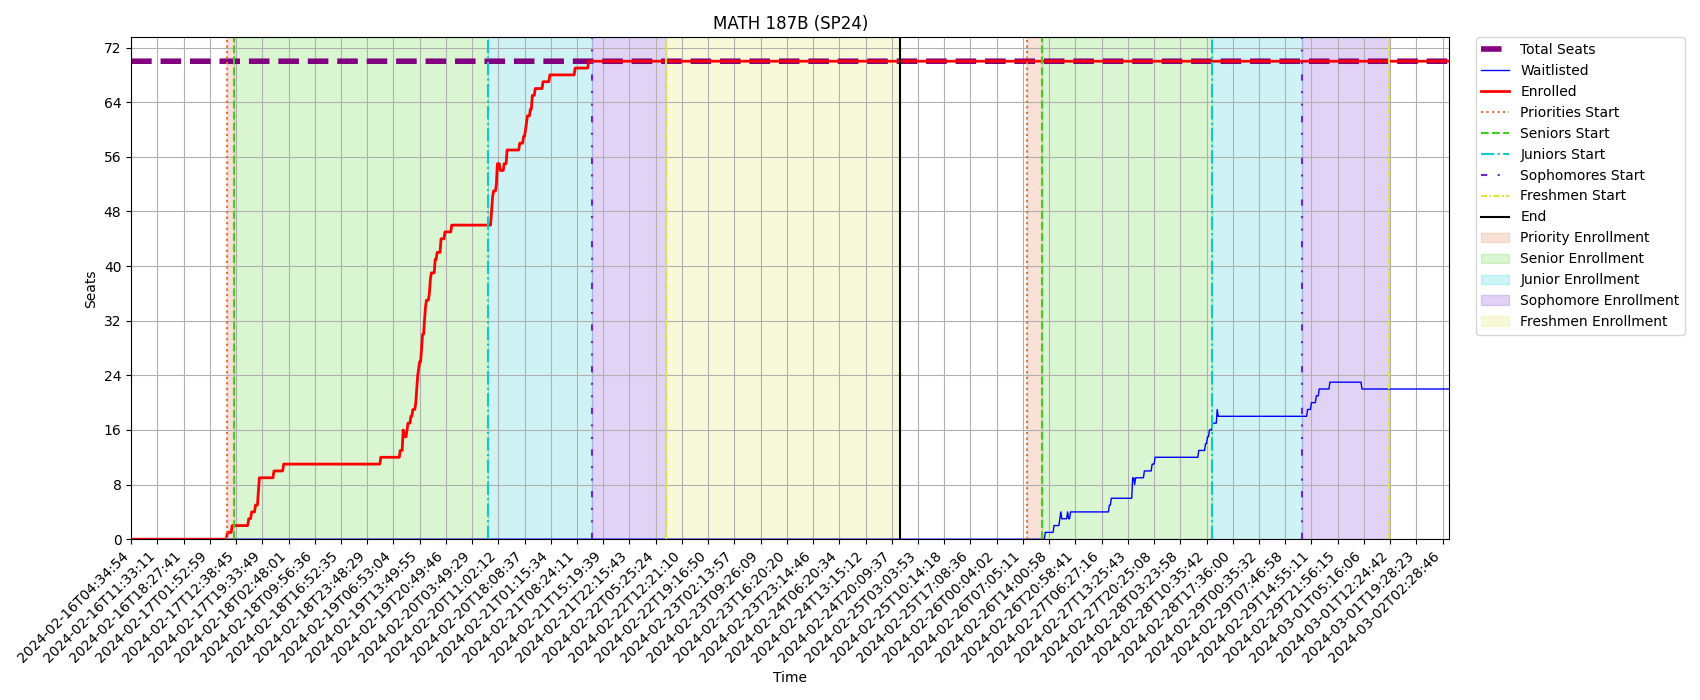 MATH 187B (SP24)
Seats
72
64
56
48
40
32
24
16
8
0
2024-02-16T04:34:54
2024-02-16T11:33:11
2024-02-16T18:27:41
2024-02-17T01:52:59
2024-02-17T12:38:45
2024-02-17T19:33:49
2024-02-18T02:48:01
2024-02-18T09:56:36
2024-02-18T16:52:35
2024-02-18T23:48:29
2024-02-19T06:53:04
2024-02-19T13:49:55
2024-02-19T20:49:46
2024-02-20T03:49:29
2024-02-20T11:02:12
2024-02-20T18:08:37
2024-02-21T01:15:34
2024-02-21T08:24:11
2024-02-21T15:19:39
2024-02-21T22:15:43
2024-02-22T05:25:24
2024-02-22T12:21:10
2024-02-22T19:16:50
2024-02-23T02:13:57
2024-02-23T09:26:09
2024-02-23T16:20:20
2024-02-23T23:14:46
2024-02-24T06:20:34
2024-02-24T13:15:12
2024-02-24T20:09:37
2024-02-25T03:03:53
2024-02-25T10:14:18
2024-02-25T17:08:36
2024-02-26T00:04:02
2024-02-26T07:05:11
2024-02-26T14:00:58
2024-02-26T20:58:41
2024-02-27T06:27:16
2024-02-27T13:25:43
2024-02-27T20:25:08
2024-02-28T03:23:58
2024-02-28T10:35:42
2024-02-28T17:36:00
2024-02-29T00:35:32
2024-02-29T07:46:58
2024-02-29T14:55:11
2024-02-29T21:56:15
2024-03-01T05:16:06
2024-03-01T12:24:42
2024-03-01T19:28:23
2024-03-02T02:28:46
Time
Total Seats
Waitlisted
Enrolled
Priorities Start
Seniors Start
Juniors Start
Sophomores Start
Freshmen Start
End
Priority Enrollment
Senior Enrollment
Junior Enrollment
Sophomore Enrollment
Freshmen Enrollment